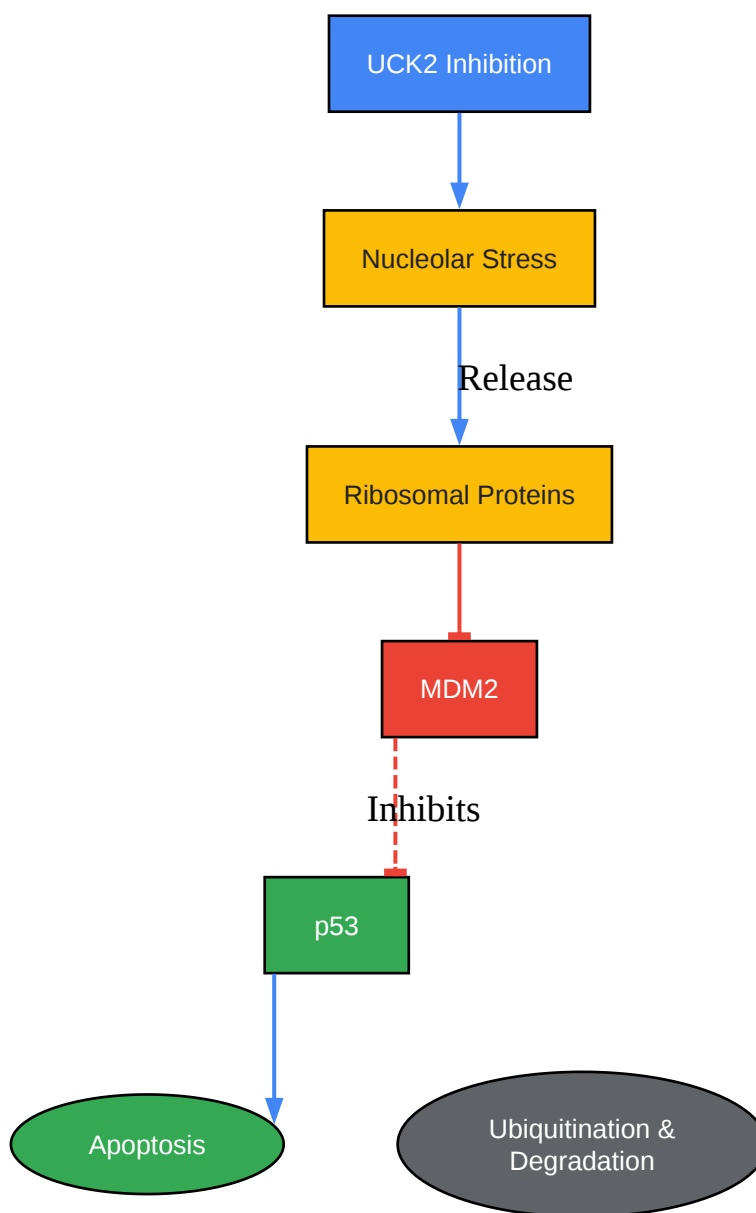 UCK2 Inhibition
Nucleolar Stress
Release
Ribosomal Proteins
MDM2
Inhibits
p53
Apoptosis
Ubiquitination &
Degradation